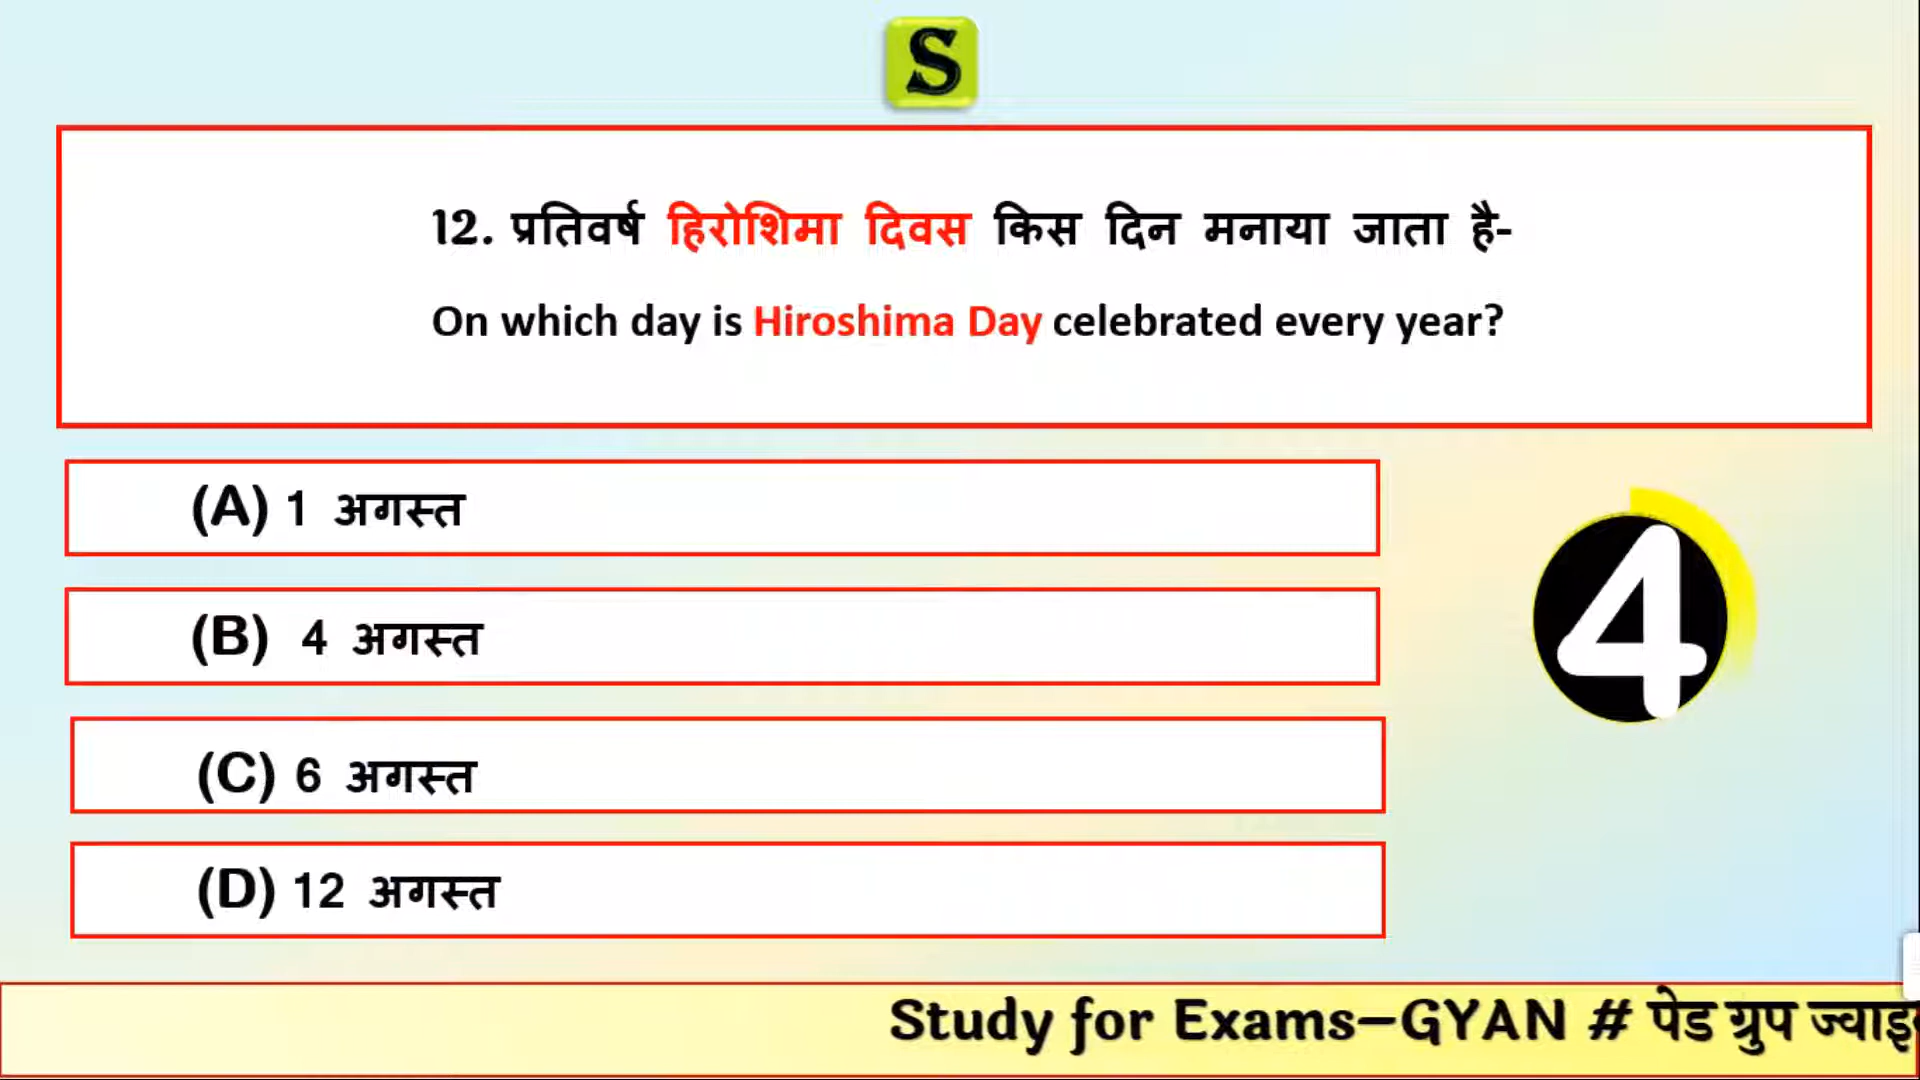 S
12. प्रतिवर्ष हिरोशिमा दिवस किस दिन मनाया जाता है-
On which day is Hiroshima Day celebrated every year?
(A) 1 अगस्त
(B) 4 अगस्त
4
(C) 6 अगस्त
(D) 12 अगस्त
Study for Exams–GYAN # पेड ग्रुप